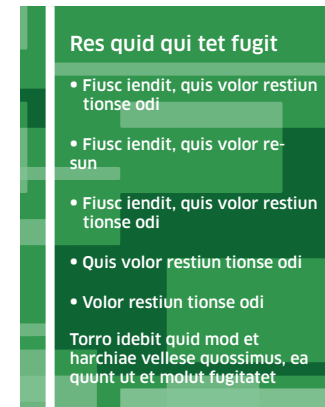 Res quid qui tet fugit
• Fiusc iendit, quis volor restiun
tionse odi
• Fiusc iendit, quis volor re-
sun
• Fiusc iendit, quis volor restiun
tionse odi
• Quis volor restiun tionse odi
• Volor restiun tionse odi
Torro idebit quid mod et
harchiae vellese quossimus, ea
quunt ut et molut fugitatet